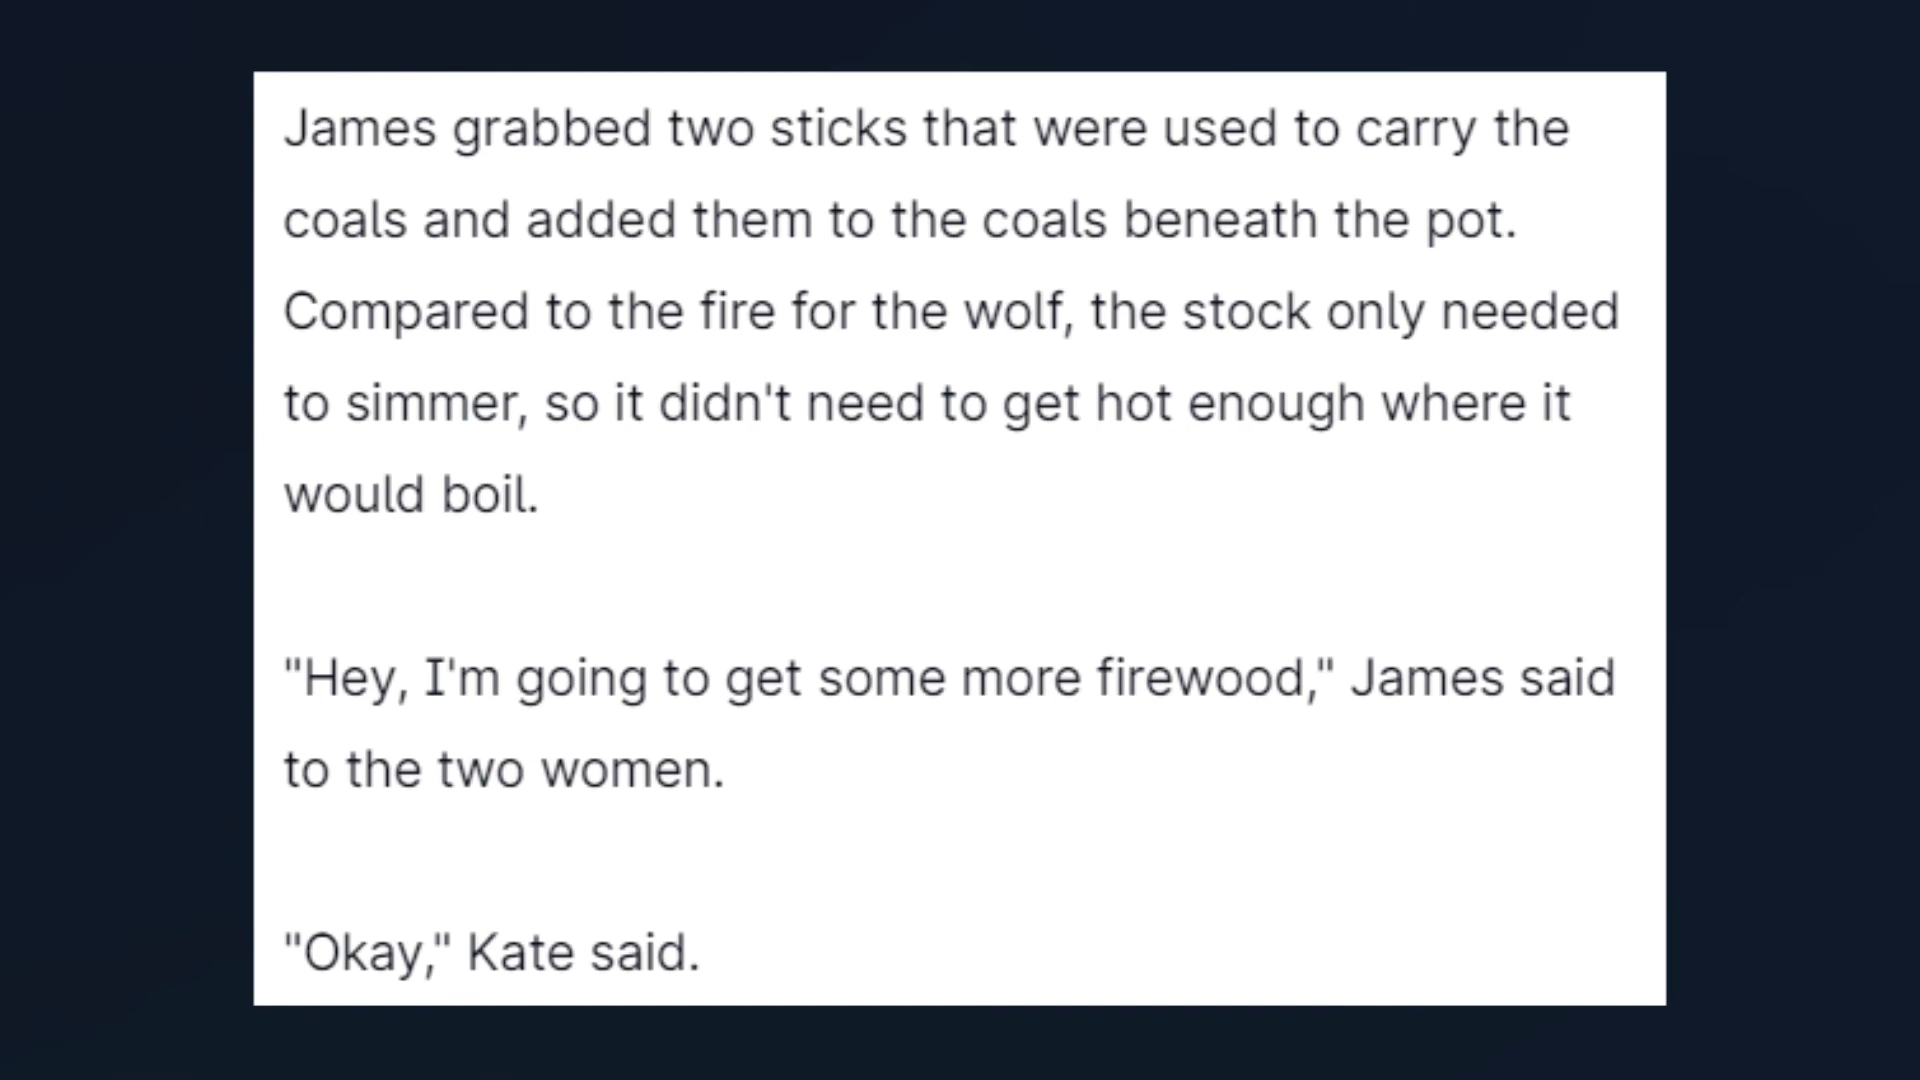 James grabbed two sticks that were used to carry the
coals and added them to the coals beneath the pot.
Compared to the fire for the wolf, the stock only needed
to simmer, so it didn't need to get hot enough where it
would boil.
"Hey, I'm going to get some more firewood," James said
to the two women.
"Okay," Kate said.